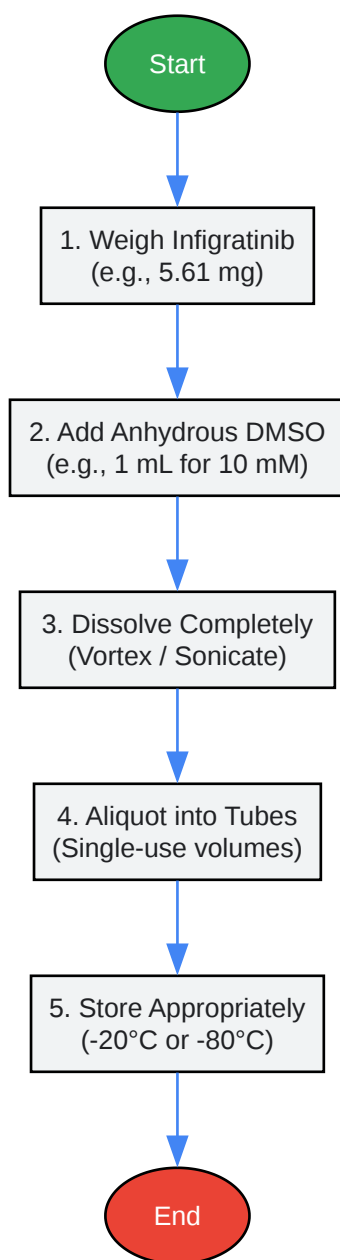 Start
1. Weigh Infigratinib
(e.g., 5.61 mg)
2. Add Anhydrous DMSO
(e.g., 1 mL for 10 mM)
3. Dissolve Completely
(Vortex / Sonicate)
4. Aliquot into Tubes
(Single-use volumes)
5. Store Appropriately
(-20°C or -80°C)
End